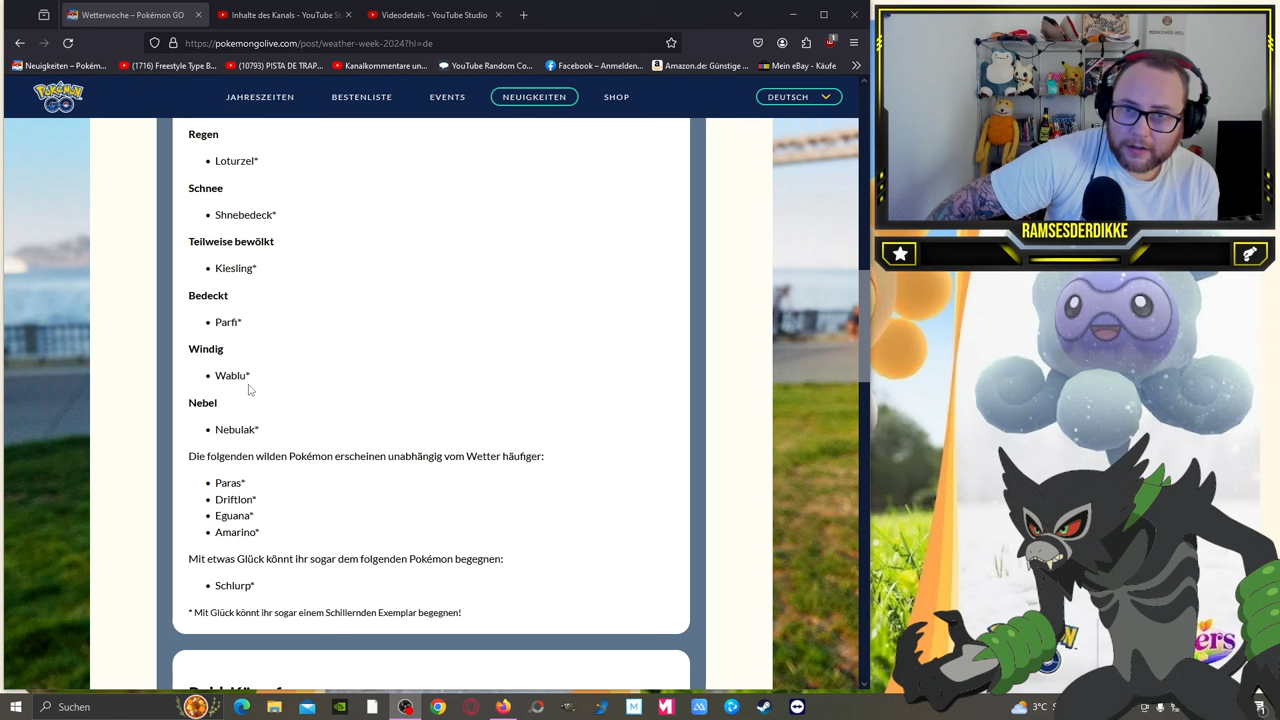 Wetterwoche – Pokémon GO
Inhalte des Kanals - YouTube St
Videodetails - YouTube Studio
https://pokemongolive.com/post/weather-week-2024?hl=de
Neuigkeiten – Pokém...
(1716) Freestyle Type B...
(10793) PISTA DE TRAP...
Kanalmonetarisierung
YouTube Random Co...
Facebook – Anmelden...
Amazon.de: Günstige ...
Mein eBay - Käufe
POKÉMON GO
JAHRESZEITEN
BESTENLISTE
EVENTS
NEUIGKEITEN
SHOP
DEUTSCH
Regen
• Loturzel*
Schnee
• Shnebedeck*
Teilweise bewölkt
• Kiesling*
Bedeckt
• Parfi*
Windig
• Wablu*
Nebel
• Nebulak*
Die folgenden wilden Pokémon erscheinen unabhängig vom Wetter häufiger:
• Paras*
• Driftlon*
• Eguana*
• Amarino*
Mit etwas Glück könnt ihr sogar dem folgenden Pokémon begegnen:
• Schlurp*
* Mit Glück könnt ihr sogar einem Schillernden Exemplar begegnen!
RAMSESDERDIKKE
Suchen
3°C